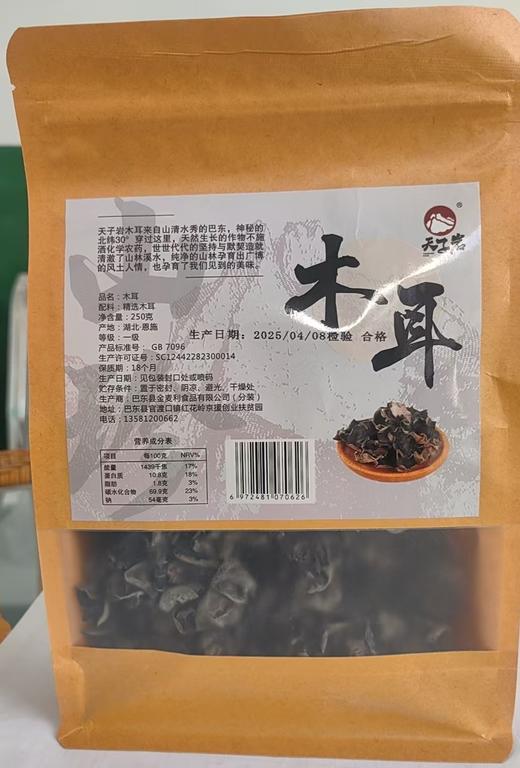 天子岩木耳来自山清水秀的巴东，神秘的
北纬30°穿过这里，天然生长的作物不施
洒化学农药，世世代代的坚持与默契造就
清澈了山林溪水，纯净的山林孕育出广博
的风土人情，也孕育了我们见到的美味。
天子岩
®
木耳
品名：木耳
配料：精选木耳
净含量：250克
产地：湖北·恩施
等级：一级
产品标准号： GB 7096
生产许可证号：SC12442282300014
保质期：18个月
生产日期：见包装封口处或喷码
贮存条件：置于密封、阴凉、避光、干燥处
生产商：巴东县金麦利食品有限公司（分装）
地址：巴东县官渡口镇红花岭京援创业扶贫园
电话：13581200662
生产日期：2025/04/08检验 合格
营养成分表
项目 每100克 NRV%
能量 1439千焦 17%
蛋白质 10.8克 18%
脂肪 1.8克 3%
碳水化合物 69.9克 23%
钠 54毫克 3%
6 972481 070626